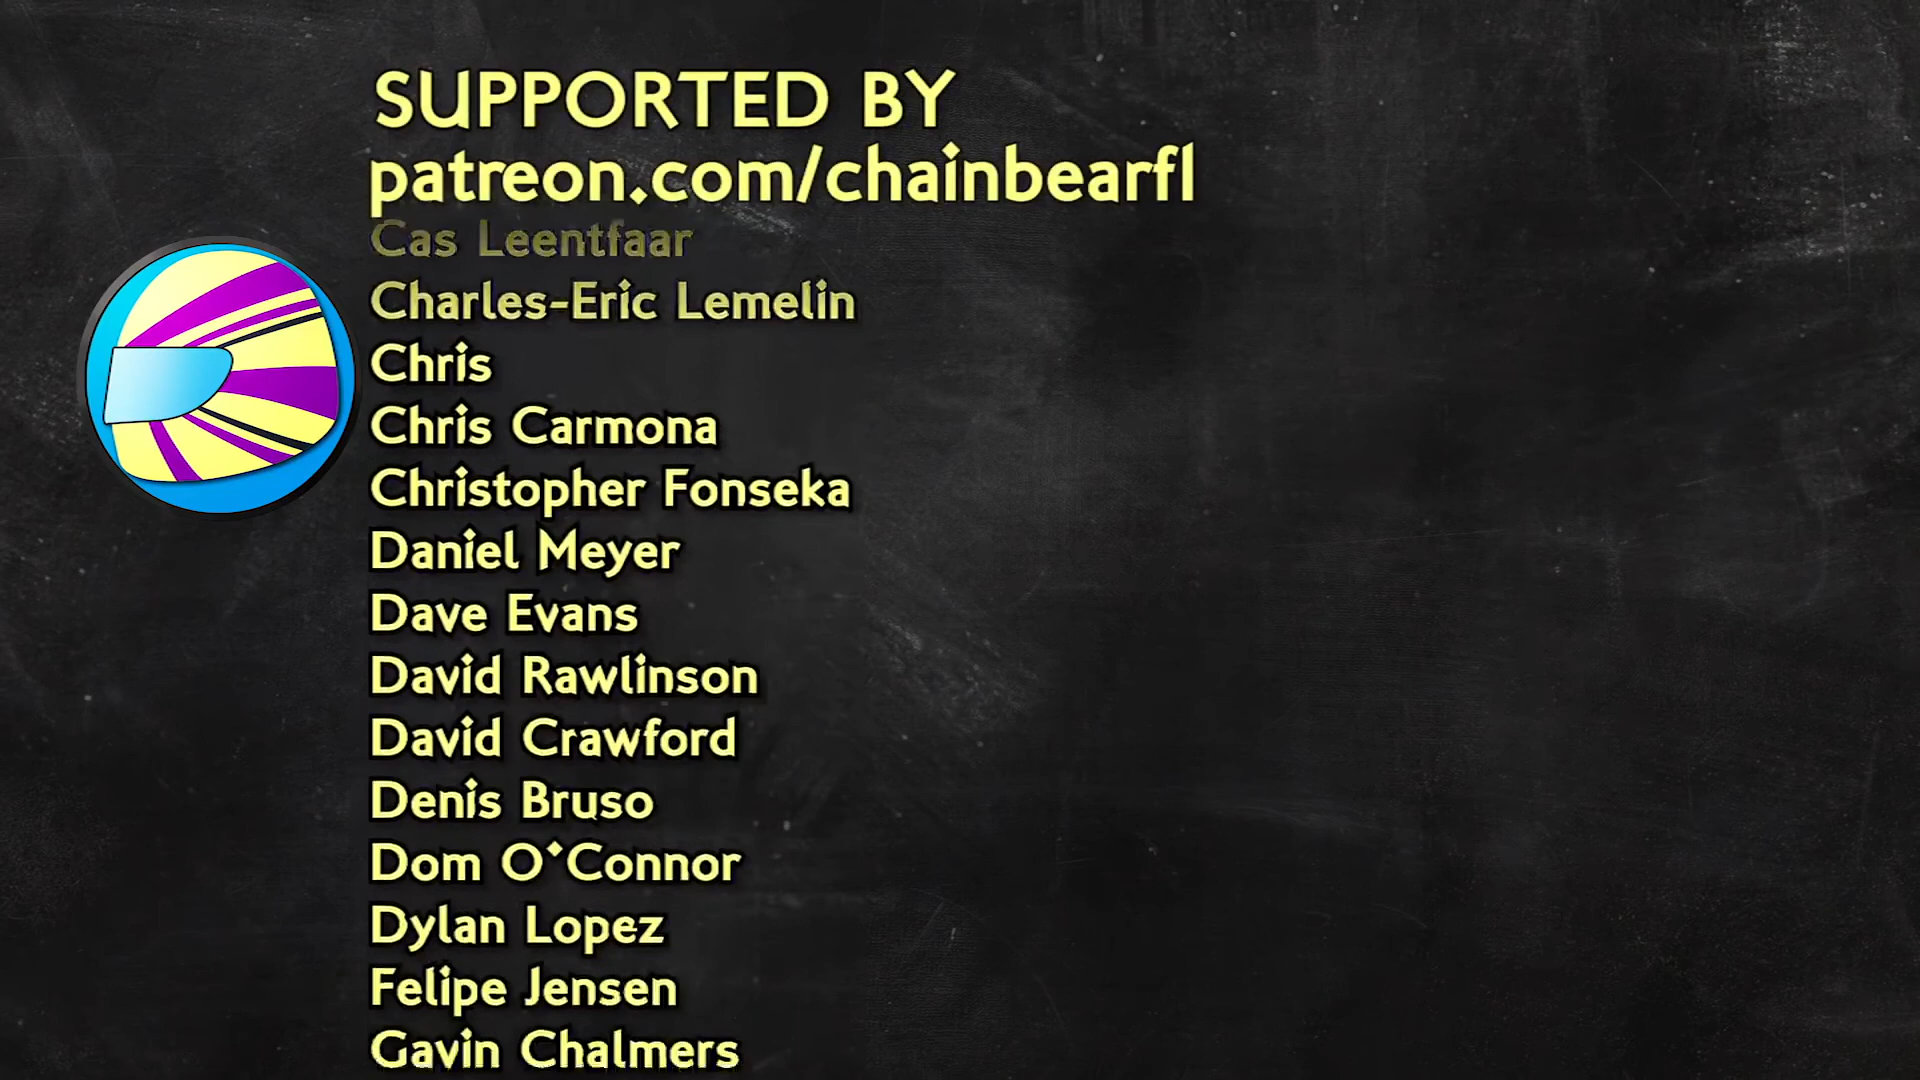 SUPPORTED BY
patreon.com/chainbearf1
Cas Leentfaar
Charles-Eric Lemelin
Chris
Chris Carmona
Christopher Fonseka
Daniel Meyer
Dave Evans
David Rawlinson
David Crawford
Denis Bruso
Dom O'Connor
Dylan Lopez
Felipe Jensen
Gavin Chalmers